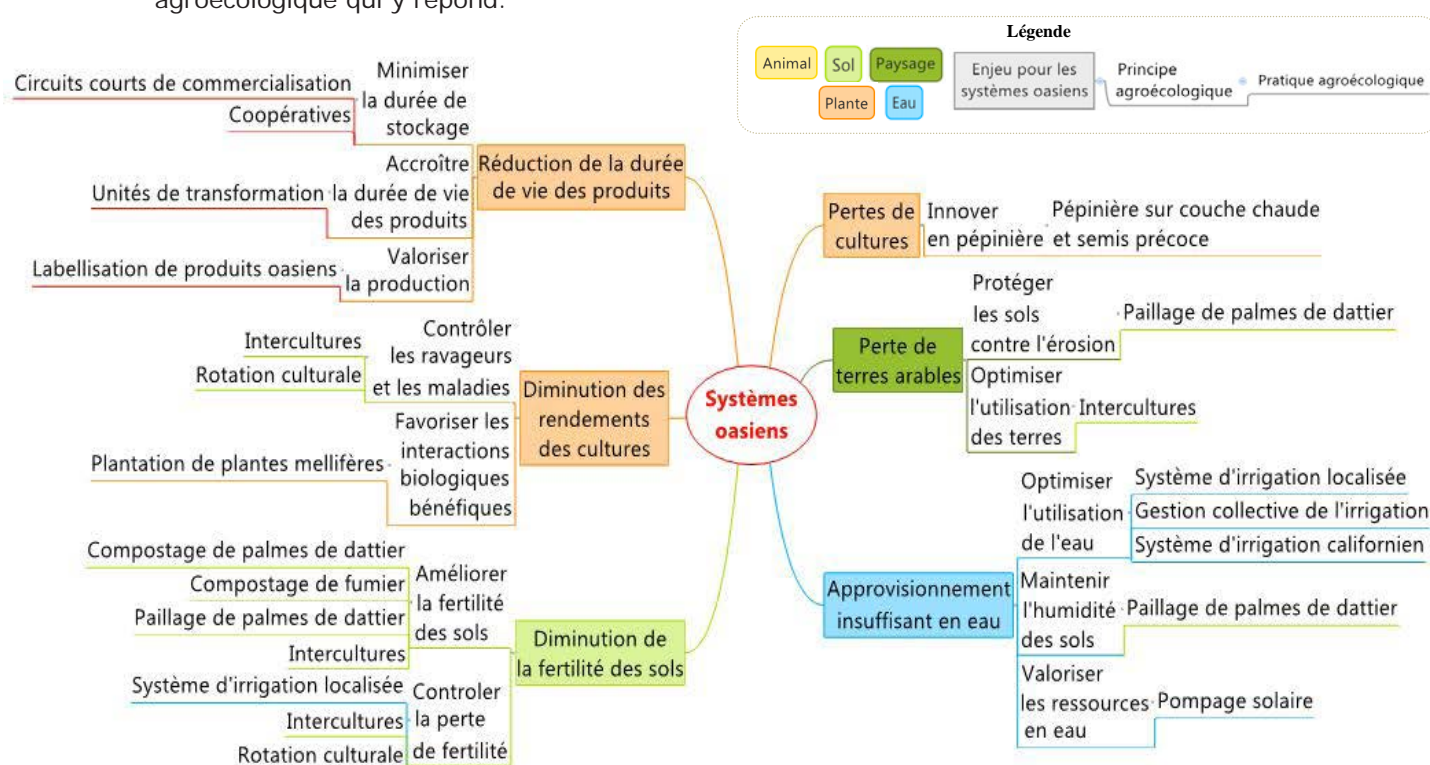 agroécologique qui y répond.
Légende
Animal
Sol
Paysage
Plante
Eau
Enjeu pour les
systèmes oasiens
Principe
agroécologique
Pratique agroécologique
Systèmes
oasiens
Réduction de la durée
de vie des produits
Minimiser
la durée de
stockage
Circuits courts de commercialisation
Coopératives
Accroître
la durée de vie
des produits
Unités de transformation
Valoriser
la production
Labellisation de produits oasiens
Diminution des
rendements
des cultures
Contrôler
les ravageurs
et les maladies
Intercultures
Rotation culturale
Favoriser les
interactions
biologiques
bénéfiques
Plantation de plantes mellifères
Diminution de
la fertilité des sols
Améliorer
la fertilité
des sols
Compostage de palmes de dattier
Compostage de fumier
Paillage de palmes de dattier
Intercultures
Controler
la perte
de fertilité
Système d'irrigation localisée
Intercultures
Rotation culturale
Pertes de
cultures
Innover
en pépinière
Pépinière sur couche chaude
et semis précoce
Perte de
terres arables
Protéger
les sols
contre l'érosion
Paillage de palmes de dattier
Optimiser
l'utilisation
des terres
Intercultures
Approvisionnement
insuffisant en eau
Optimiser
l'utilisation
de l'eau
Système d'irrigation localisée
Gestion collective de l'irrigation
Système d'irrigation californien
Maintenir
l'humidité
des sols
Paillage de palmes de dattier
Valoriser
les ressources
en eau
Pompage solaire